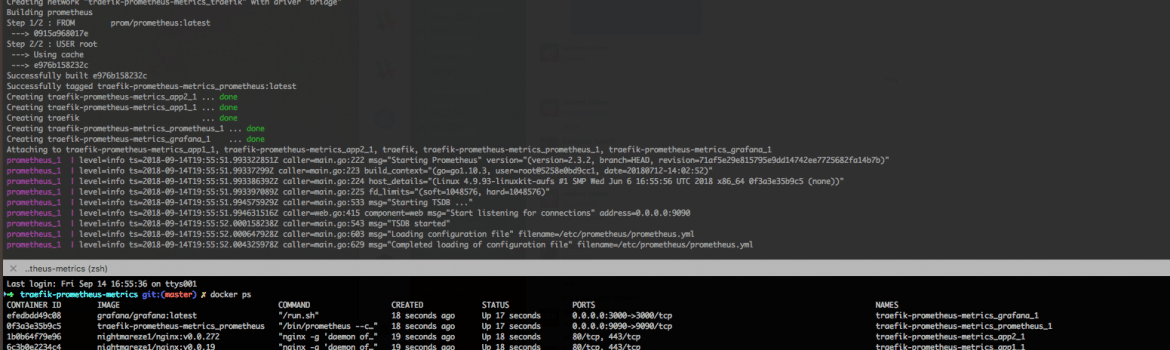 Creating network "traefik-prometheus-metrics_traefik" with driver "bridge"
Building prometheus
Step 1/2 : FROM prom/prometheus:latest
---> 0915a968017e
Step 2/2 : USER root
---> Using cache
---> e976b158232c
Successfully built e976b158232c
Successfully tagged traefik-prometheus-metrics_prometheus:latest
Creating traefik-prometheus-metrics_app2_1 ... done
Creating traefik-prometheus-metrics_app1_1 ... done
Creating traefik ... done
Creating traefik-prometheus-metrics_prometheus_1 ... done
Creating traefik-prometheus-metrics_grafana_1 ... done
Attaching to traefik-prometheus-metrics_app1_1, traefik-prometheus-metrics_app2_1, traefik, traefik-prometheus-metrics_prometheus_1, traefik-prometheus-metrics_grafana_1
prometheus_1 | level=info ts=2018-09-14T19:55:51.993322851Z caller=main.go:222 msg="Starting Prometheus" version="(version=2.3.2, branch=HEAD, revision=71af5e29e815795e9dd14742ee7725682fa14b7b)"
prometheus_1 | level=info ts=2018-09-14T19:55:51.99337299Z caller=main.go:223 build_context="(go=go1.10.3, user=root@5258e0bd9cc1, date=20180712-14:02:52)"
prometheus_1 | level=info ts=2018-09-14T19:55:51.993386392Z caller=main.go:224 host_details="(Linux 4.9.93-linuxkit-aufs #1 SMP Wed Jun 6 16:55:56 UTC 2018 x86_64 0f3a3e35b9c5 (none))"
prometheus_1 | level=info ts=2018-09-14T19:55:51.993397089Z caller=main.go:225 fd_limits="(soft=1048576, hard=1048576)"
prometheus_1 | level=info ts=2018-09-14T19:55:51.994575929Z caller=main.go:533 msg="Starting TSDB ..."
prometheus_1 | level=info ts=2018-09-14T19:55:51.994631516Z caller=web.go:415 component=web msg="Start listening for connections" address=0.0.0.0:9090
prometheus_1 | level=info ts=2018-09-14T19:55:52.000158238Z caller=main.go:543 msg="TSDB started"
prometheus_1 | level=info ts=2018-09-14T19:55:52.000647928Z caller=main.go:603 msg="Loading configuration file" filename=/etc/prometheus/prometheus.yml
prometheus_1 | level=info ts=2018-09-14T19:55:52.004325978Z caller=main.go:629 msg="Completed loading of configuration file" filename=/etc/prometheus/prometheus.yml
✕ ..theus-metrics (zsh)
Last login: Fri Sep 14 16:55:36 on ttys001
➜ traefik-prometheus-metrics git:(master) ✗ docker ps
CONTAINER ID IMAGE COMMAND CREATED STATUS PORTS NAMES
efedbdd49c08 grafana/grafana:latest "/run.sh" 18 seconds ago Up 17 seconds 0.0.0.0:3000->3000/tcp traefik-prometheus-metrics_grafana_1
0f3a3e35b9c5 traefik-prometheus-metrics_prometheus "/bin/prometheus --c…" 18 seconds ago Up 17 seconds 0.0.0.0:9090->9090/tcp traefik-prometheus-metrics_prometheus_1
1b0b64f79e96 nightmareze1/nginx:v0.0.272 "nginx -g 'daemon of…" 19 seconds ago Up 18 seconds 80/tcp, 443/tcp traefik-prometheus-metrics_app2_1
6c3b0e2234c4 nightmareze1/nginx:v0.0.19 "nginx -g 'daemon of…" 19 seconds ago Up 18 seconds 80/tcp, 443/tcp traefik-prometheus-metrics_app1_1